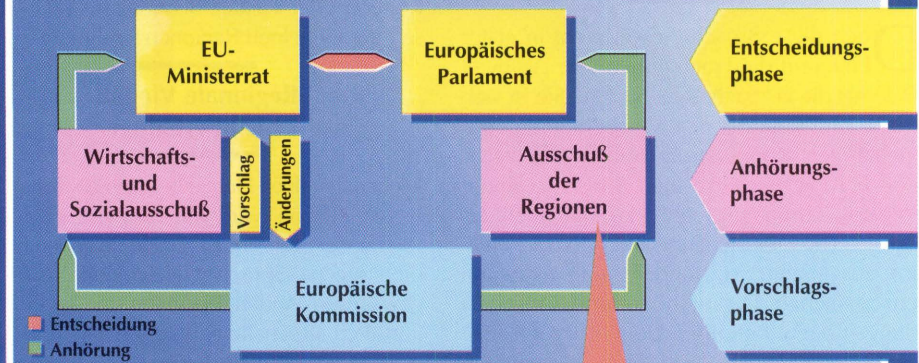 EU-
Ministerrat
Europäisches
Parlament
Entscheidungs-
phase
Wirtschafts-
und
Sozialausschuß
Vorschlag
Änderungen
Ausschuß
der
Regionen
Anhörungs-
phase
Europäische
Kommission
Vorschlags-
phase
Entscheidung
Anhörung